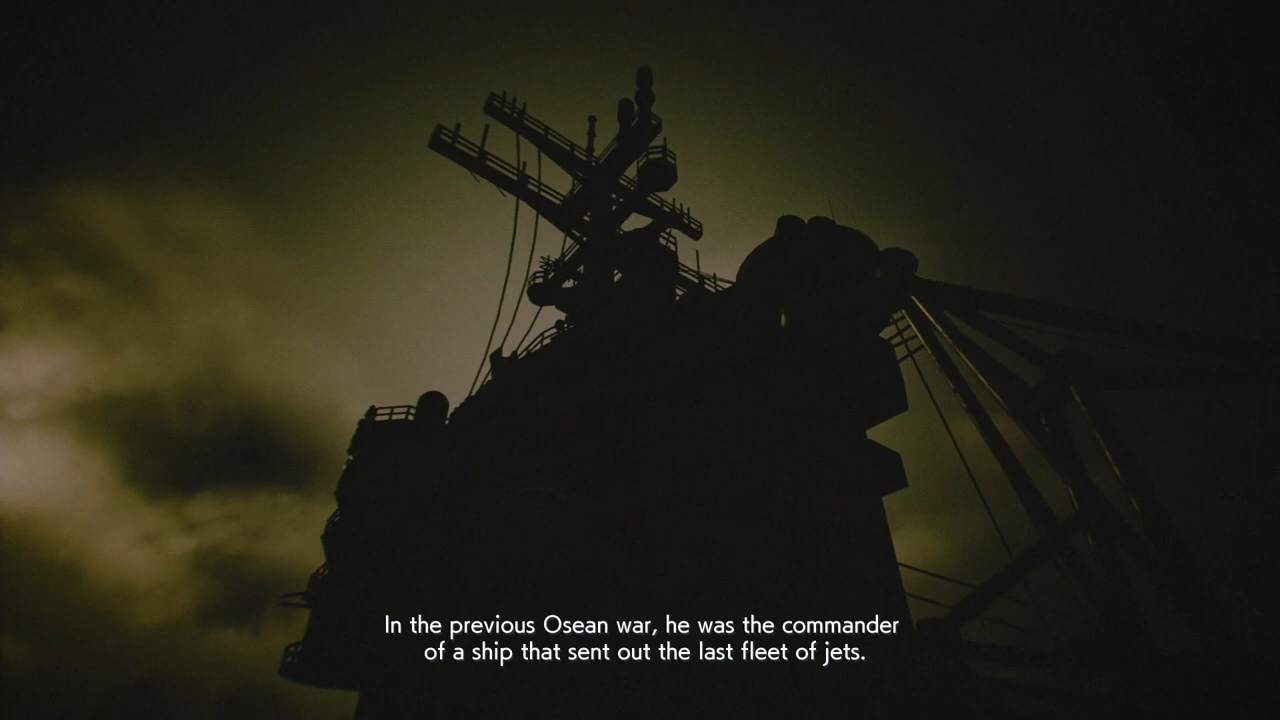 In the previous Osean war, he was the commander
of a ship that sent out the last fleet of jets.